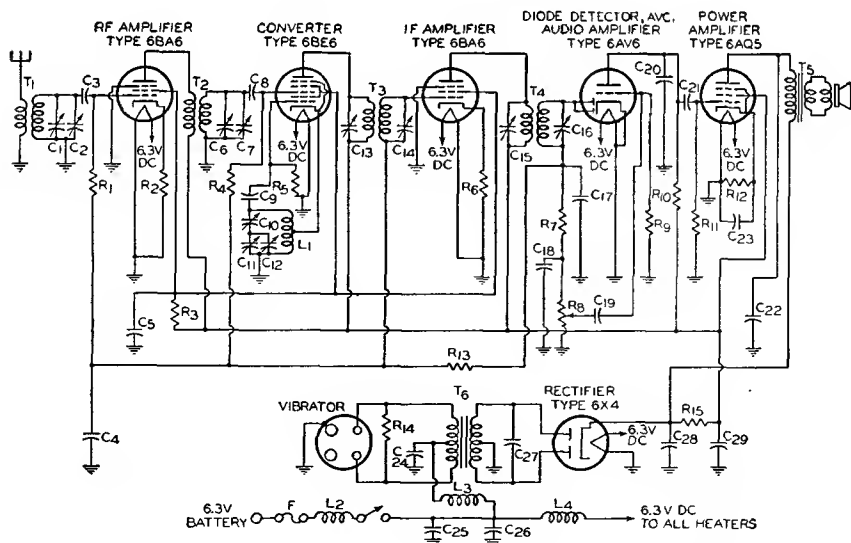 RF AMPLIFIER
TYPE 6BA6
CONVERTER
TYPE 6BE6
IF AMPLIFIER
TYPE 6BA6
DIODE DETECTOR, AVC,
AUDIO AMPLIFIER
TYPE 6AV6
POWER
AMPLIFIER
TYPE 6AQ5
T1
C3
T2
C8
T3
T4
C20
C21
T5
C1
C2
6.3V
DC
C6
C7
6.3V
DC
C13
C14
6.3V
DC
C15
C16
6.3V
DC
6.3V
DC
R1
R2
R4
R5
C9
C10
L1
C11
C12
R6
R7
C17
R9
R10
R11
R12
C23
C18
R8
C19
C5
R3
C22
R13
C4
VIBRATOR
T6
RECTIFIER
TYPE 6X4
R14
C24
C27
6.3V
DC
R15
C28
C29
L3
6.3V
BATTERY
F
L2
C25
C26
L4
6.3V DC
TO ALL HEATERS